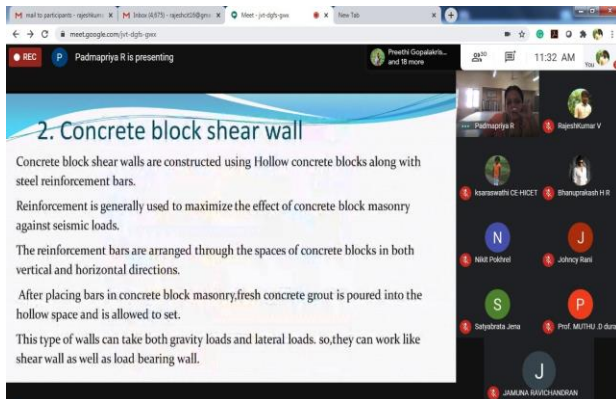 mail to participants - rajeshkum
Inbox (4,675) - rajeshcit16@gm
Meet - jvt-dgfs-gwx
New Tab
meet.google.com/jvt-dgfs-gwx
REC
P
Padmapriya R is presenting
Preethi Gopalakris...
and 18 more
11:32 AM
You
2. Concrete block shear wall
Concrete block shear walls are constructed using Hollow concrete blocks along with
steel reinforcement bars.
Reinforcement is generally used to maximize the effect of concrete block masonry
against seismic loads.
The reinforcement bars are arranged through the spaces of concrete blocks in both
vertical and horizontal directions.
After placing bars in concrete block masonry,fresh concrete grout is poured into the
hollow space and is allowed to set.
This type of walls can take both gravity loads and lateral loads. so,they can work like
shear wall as well as load bearing wall.
Padmapriya R
RajeshKumar V
ksaraswathi CE-HICET
Bhanuprakash H R
N
J
Nikit Pokhrel
Johncy Rani
S
P
Satyabrata Jena
Prof. MUTHU .D dura
J
JAMUNA RAVICHANDRAN